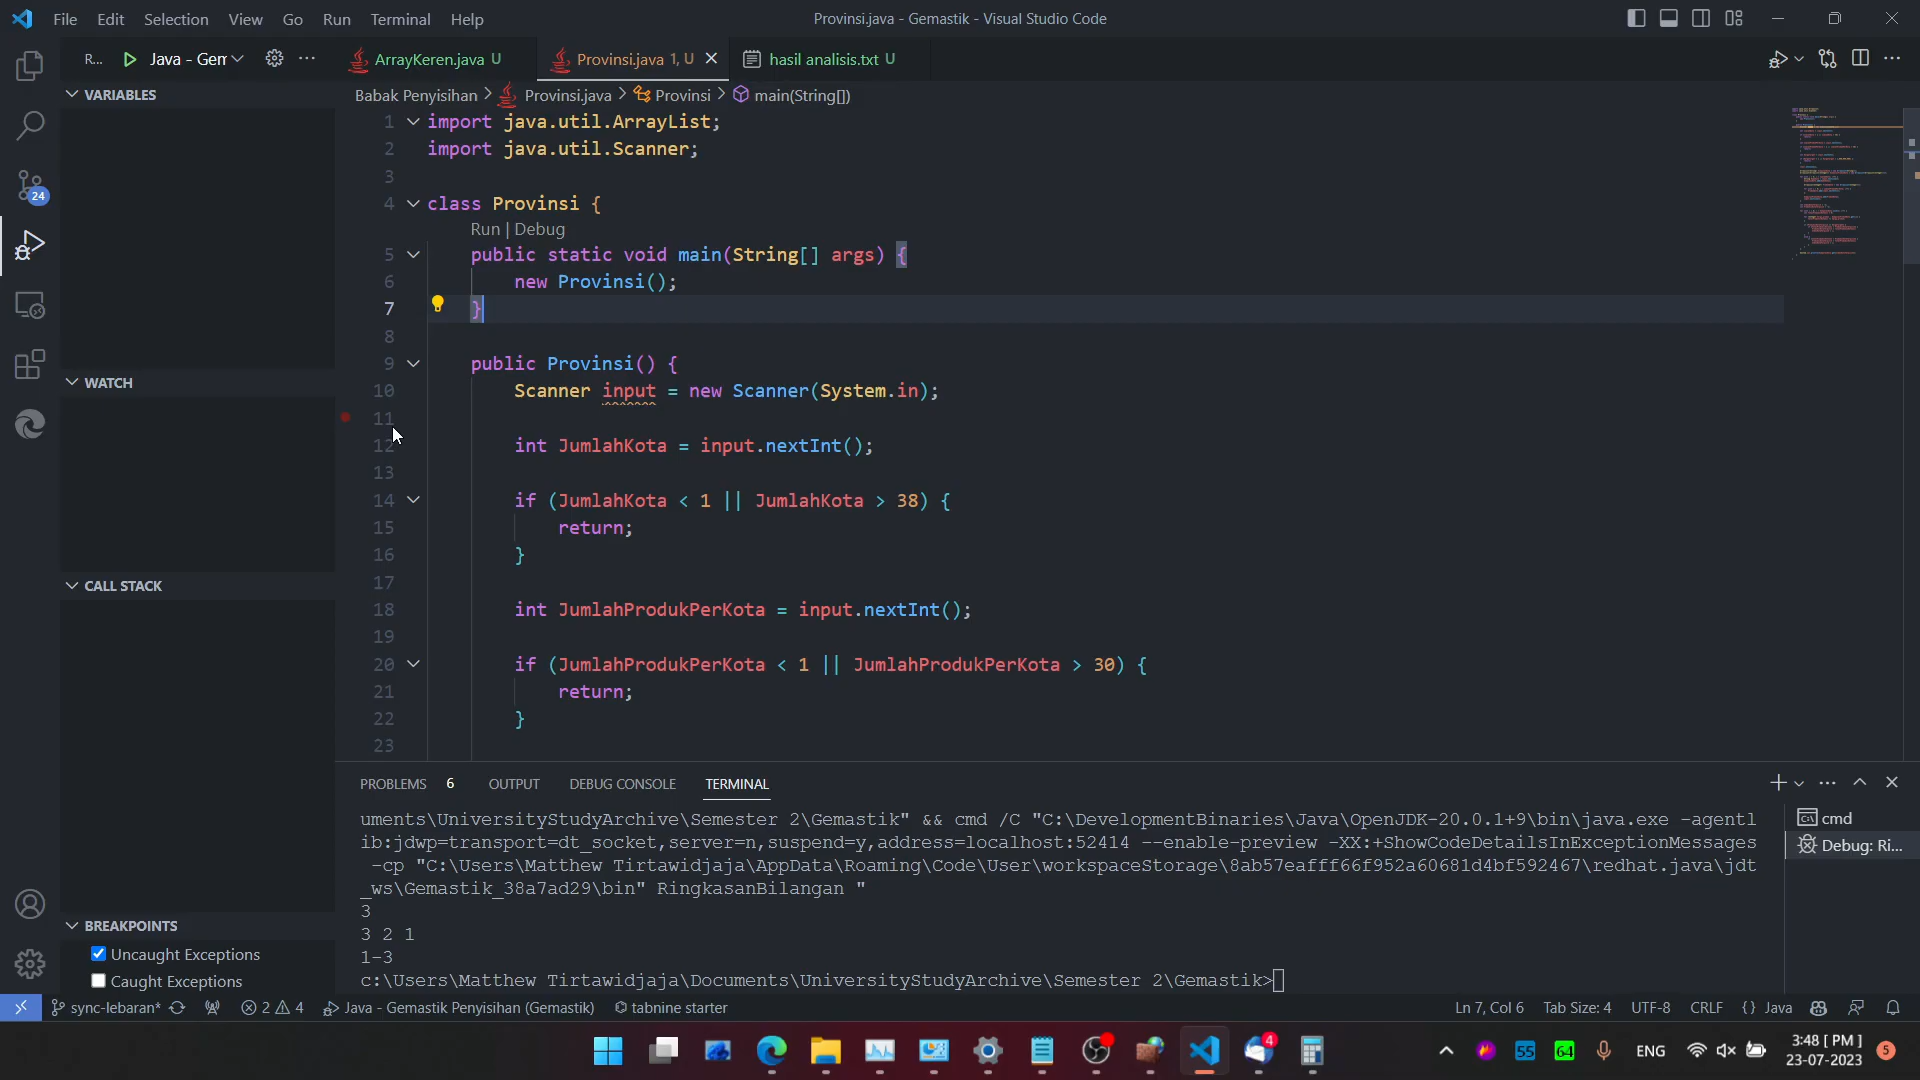 File Edit Selection View Go Run Terminal Help
Provinsi.java - Gemastik - Visual Studio Code
R... Java - Gem
ArrayKeren.java U
Provinsi.java 1, U
hasil analisis.txt U
VARIABLES
Babak Penyisihan > Provinsi.java > Provinsi > main(String[])
1 import java.util.ArrayList;
2 import java.util.Scanner;
3
4 class Provinsi {
Run | Debug
5 public static void main(String[] args) {
6 new Provinsi();
7 }
8
9 public Provinsi() {
10 Scanner input = new Scanner(System.in);
11
12 int JumlahKota = input.nextInt();
13
14 if (JumlahKota < 1 || JumlahKota > 38) {
15 return;
16 }
17
18 int JumlahProdukPerKota = input.nextInt();
19
20 if (JumlahProdukPerKota < 1 || JumlahProdukPerKota > 30) {
21 return;
22 }
23
24
WATCH
CALL STACK
BREAKPOINTS
Uncaught Exceptions
Caught Exceptions
PROBLEMS 6 OUTPUT DEBUG CONSOLE TERMINAL
uments\UniversityStudyArchive\Semester 2\Gemastik" && cmd /C "C:\DevelopmentBinaries\Java\OpenJDK-20.0.1+9\bin\java.exe -agentl
ib:jdwp=transport=dt_socket,server=n,suspend=y,address=localhost:52414 --enable-preview -XX:+ShowCodeDetailsInExceptionMessages
-cp "C:\Users\Matthew Tirtawidjaja\AppData\Roaming\Code\User\workspaceStorage\8ab57eafff66f952a60681d4bf592467\redhat.java\jdt
_ws\Gemastik_38a7ad29\bin" RingkasanBilangan "
3
3 2 1
1-3
c:\Users\Matthew Tirtawidjaja\Documents\UniversityStudyArchive\Semester 2\Gemastik>
cmd
Debug: Ri...
sync-lebaran* 2 4 Java - Gemastik Penyisihan (Gemastik) tabnine starter
Ln 7, Col 6 Tab Size: 4 UTF-8 CRLF {} Java
4
55 64 ENG
3:48 [ PM ]
23-07-2023
5